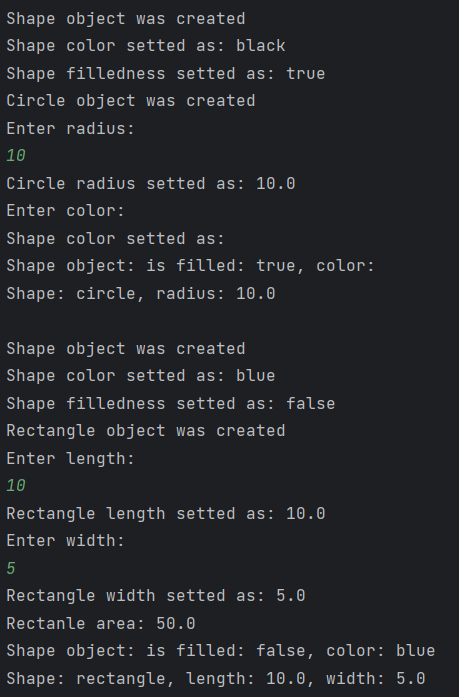 Shape object was created
Shape color setted as: black
Shape filledness setted as: true
Circle object was created
Enter radius:
10
Circle radius setted as: 10.0
Enter color:
Shape color setted as:
Shape object: is filled: true, color:
Shape: circle, radius: 10.0

Shape object was created
Shape color setted as: blue
Shape filledness setted as: false
Rectangle object was created
Enter length:
10
Rectangle length setted as: 10.0
Enter width:
5
Rectangle width setted as: 5.0
Rectanle area: 50.0
Shape object: is filled: false, color: blue
Shape: rectangle, length: 10.0, width: 5.0